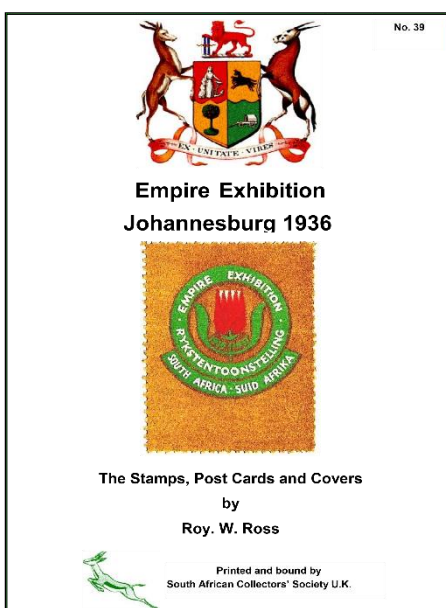 No. 39
EX · UNITATE · VIRES
Empire Exhibition
Johannesburg 1936
EMPIRE EXHIBITION
RYKSTENTOONSTELLING
SOUTH AFRICA · SUID AFRIKA
The Stamps, Post Cards and Covers
by
Roy. W. Ross
Printed and bound by
South African Collectors' Society U.K.